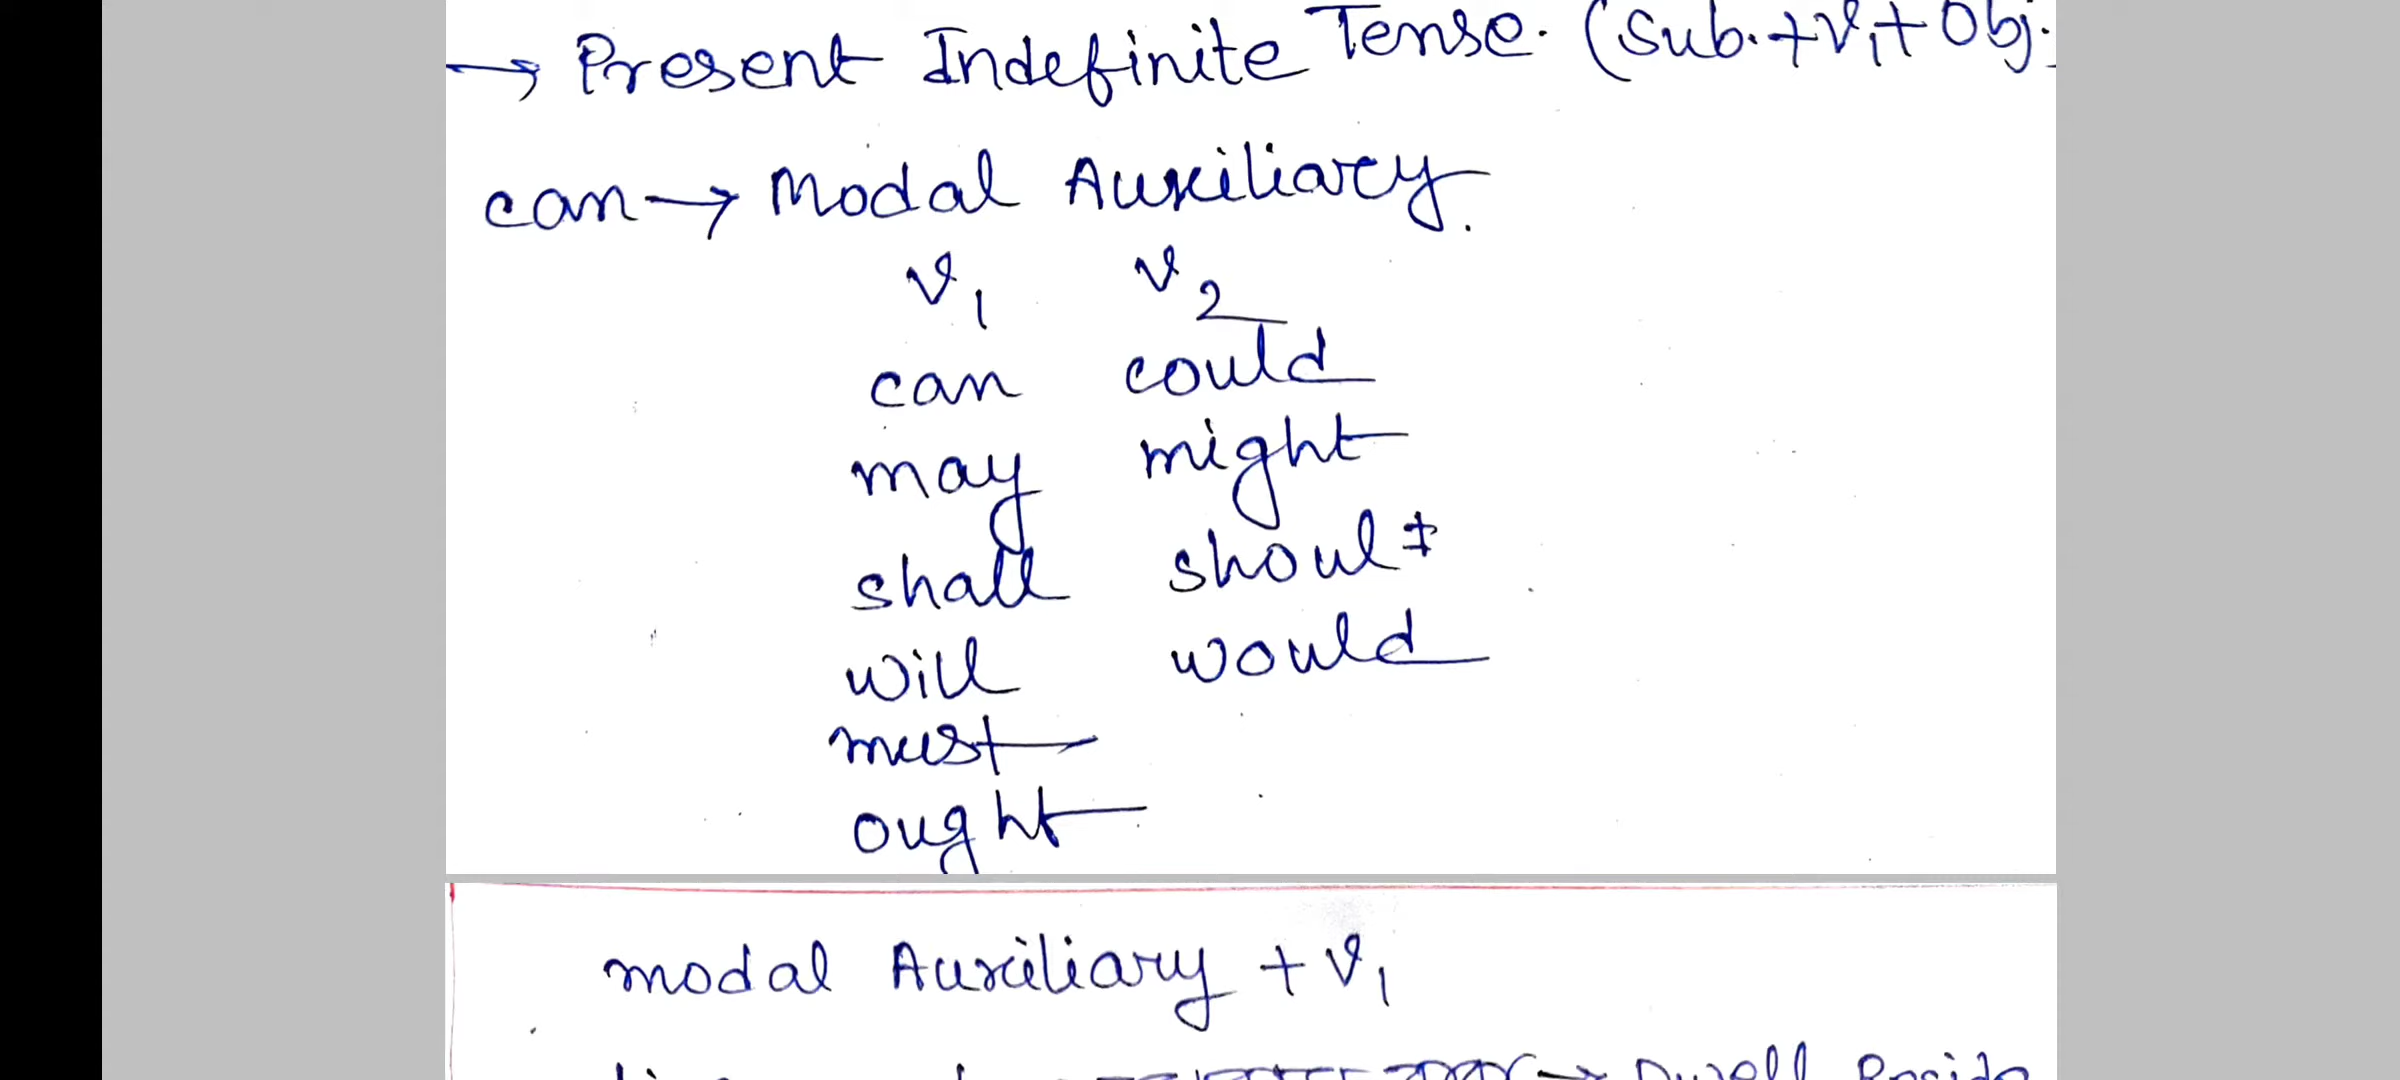 → Present Indefinite Tense. (Sub.+V₁+Obj.
can → Modal Auxiliary.
V₁ V₂
can could
may might
shall should
will would
must
ought
modal Auxiliary + V₁
→ Dwell Reside